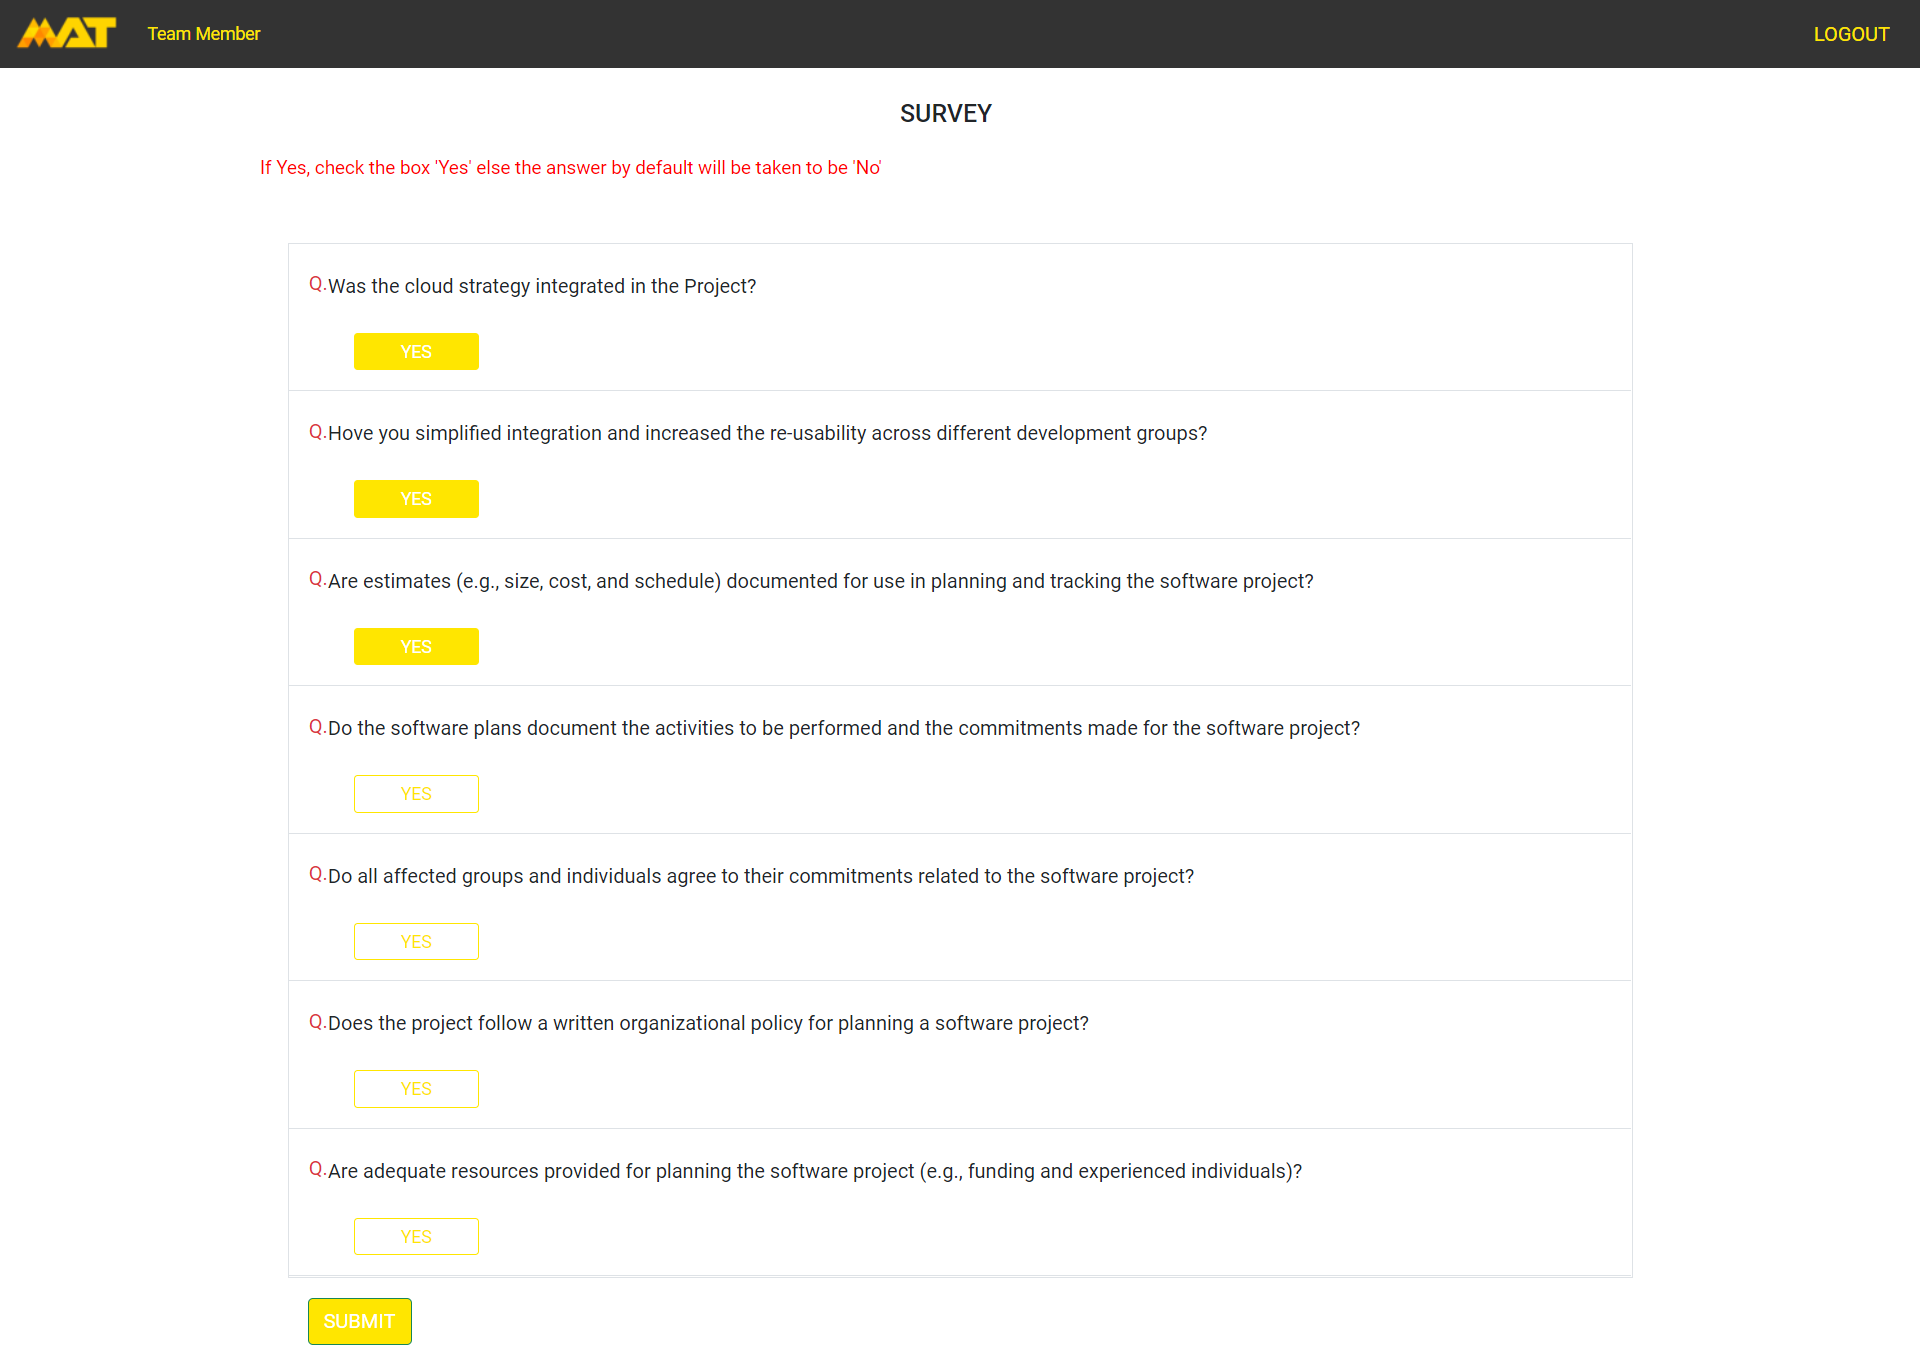 MAT Team Member LOGOUT
SURVEY
If Yes, check the box 'Yes' else the answer by default will be taken to be 'No'
Q.Was the cloud strategy integrated in the Project?
YES
Q.Hove you simplified integration and increased the re-usability across different development groups?
YES
Q.Are estimates (e.g., size, cost, and schedule) documented for use in planning and tracking the software project?
YES
Q.Do the software plans document the activities to be performed and the commitments made for the software project?
YES
Q.Do all affected groups and individuals agree to their commitments related to the software project?
YES
Q.Does the project follow a written organizational policy for planning a software project?
YES
Q.Are adequate resources provided for planning the software project (e.g., funding and experienced individuals)?
YES
SUBMIT